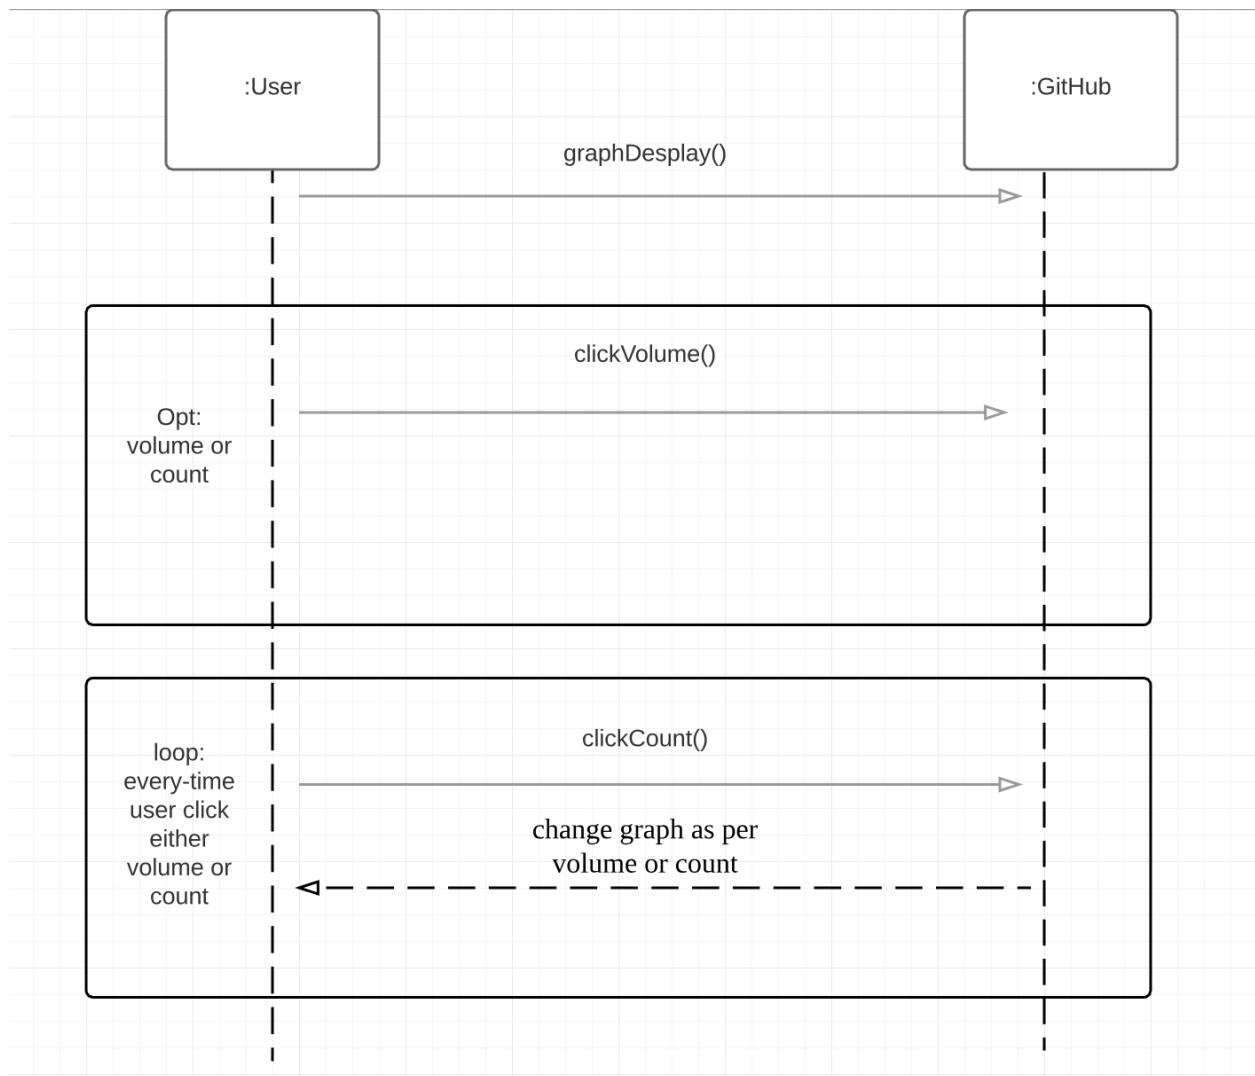 :User
:GitHub
graphDesplay()
clickVolume()
Opt:
volume or
count
clickCount()
loop:
every-time
user click
either
volume or
count
change graph as per
volume or count